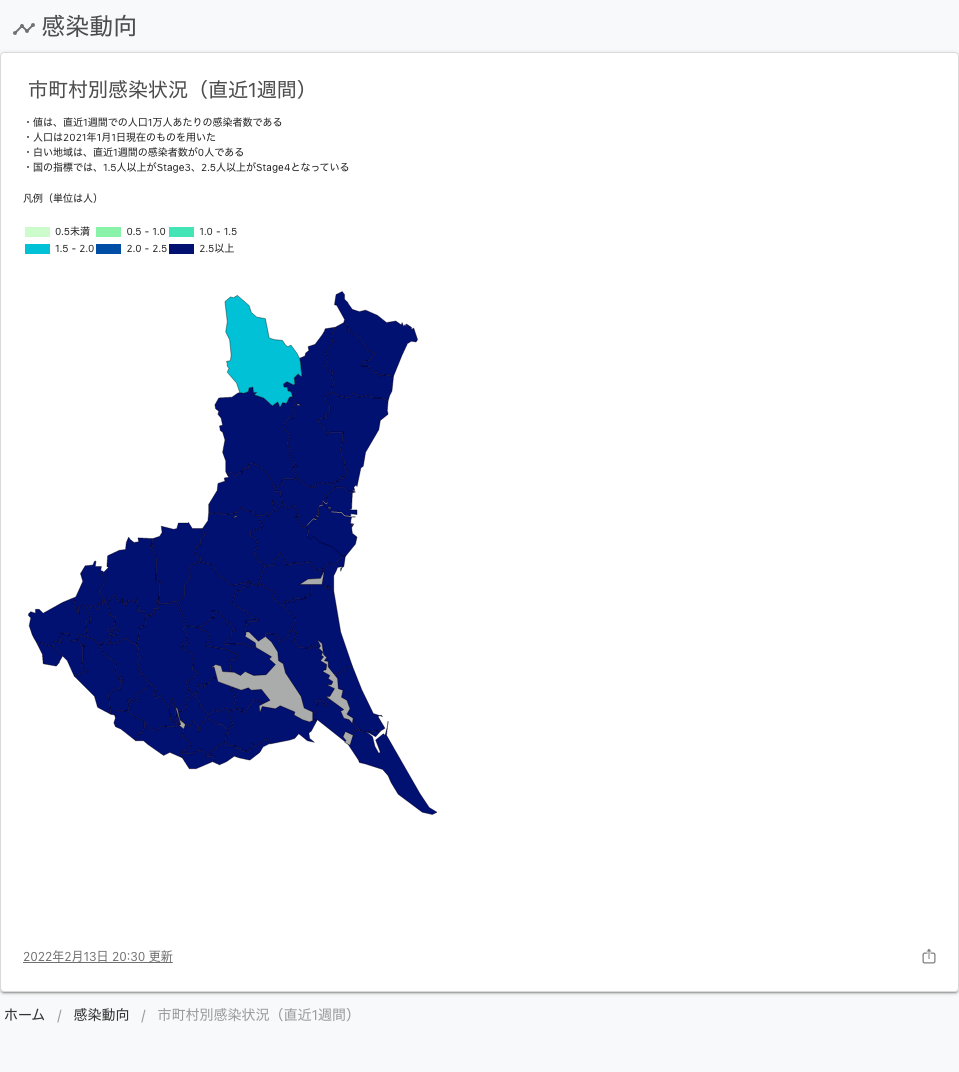 感染動向
市町村別感染状況（直近1週間）
・値は、直近1週間での人口1万人あたりの感染者数である
・人口は2021年1月1日現在のものを用いた
・白い地域は、直近1週間の感染者数が0人である
・国の指標では、1.5人以上がStage3、2.5人以上がStage4となっている
凡例（単位は人）
0.5未満 0.5 - 1.0 1.0 - 1.5
1.5 - 2.0 2.0 - 2.5 2.5以上
2022年2月13日 20:30 更新
ホーム / 感染動向 / 市町村別感染状況（直近1週間）